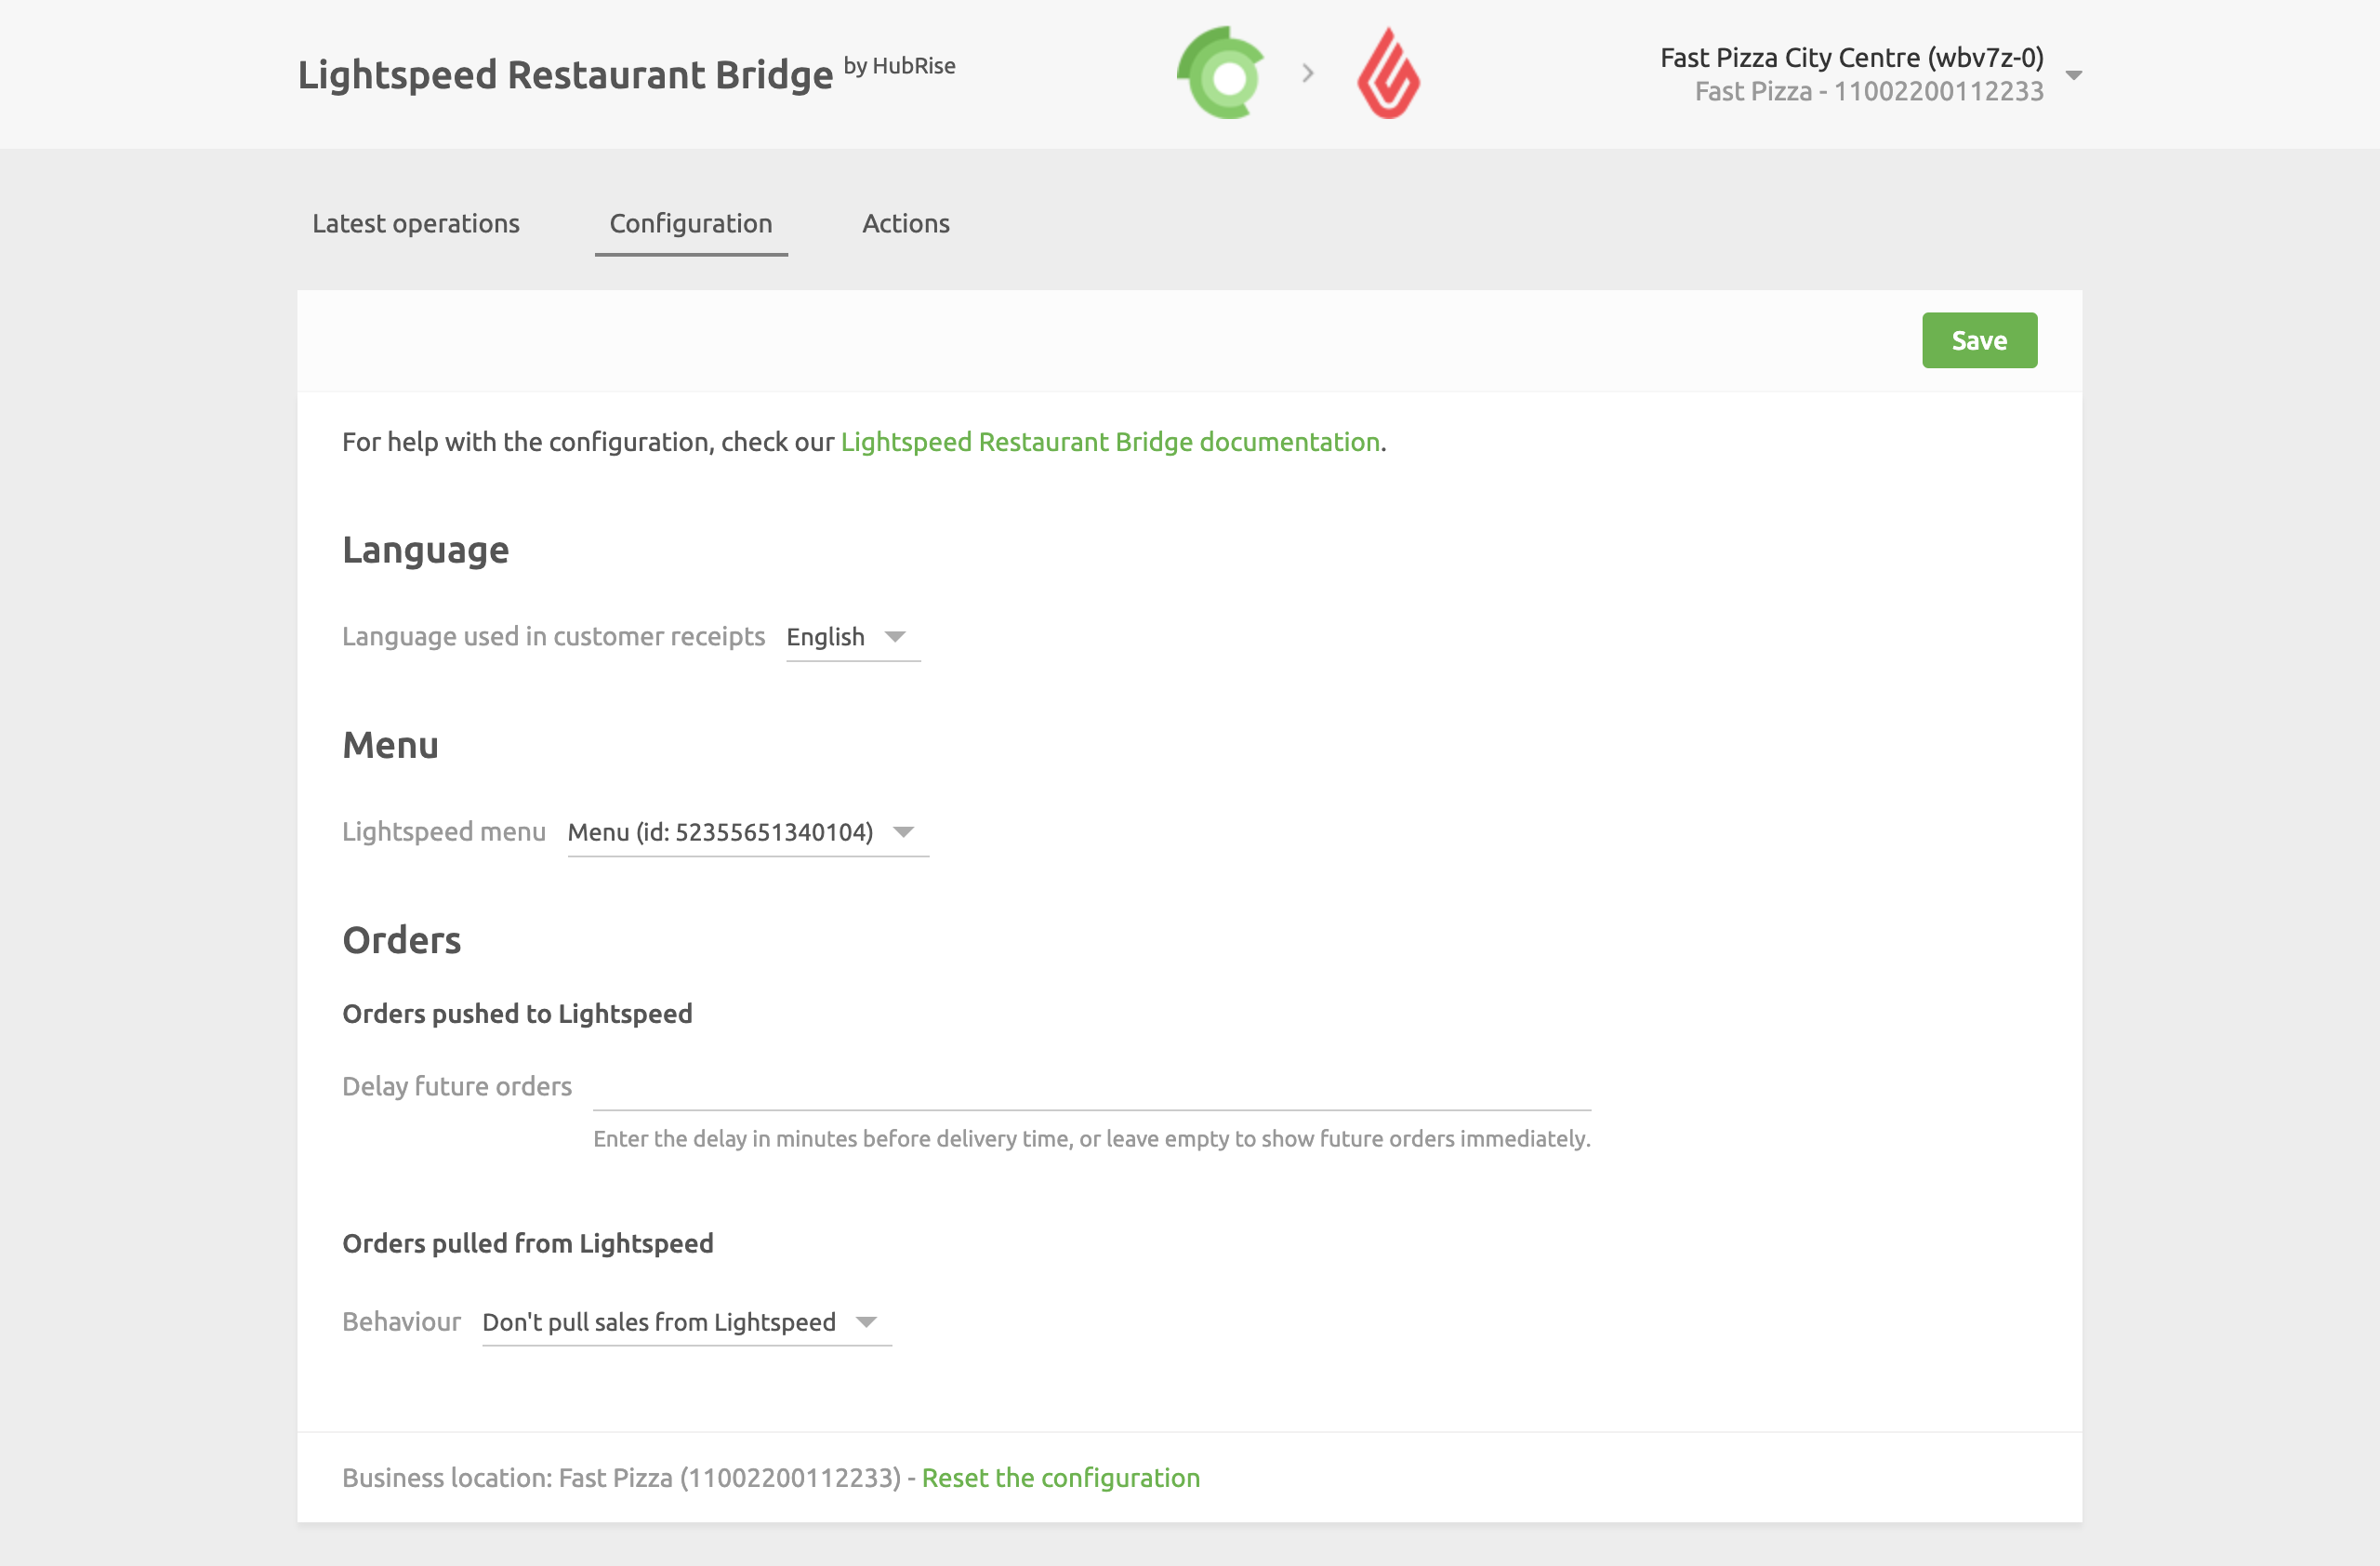 Lightspeed Restaurant Bridge by HubRise
Fast Pizza City Centre (wbv7z-0)
Fast Pizza - 11002200112233
Latest operations
Configuration
Actions
Save
For help with the configuration, check our Lightspeed Restaurant Bridge documentation.
Language
Language used in customer receipts English
Menu
Lightspeed menu Menu (id: 52355651340104)
Orders
Orders pushed to Lightspeed
Delay future orders
Enter the delay in minutes before delivery time, or leave empty to show future orders immediately.
Orders pulled from Lightspeed
Behaviour Don't pull sales from Lightspeed
Business location: Fast Pizza (11002200112233) - Reset the configuration